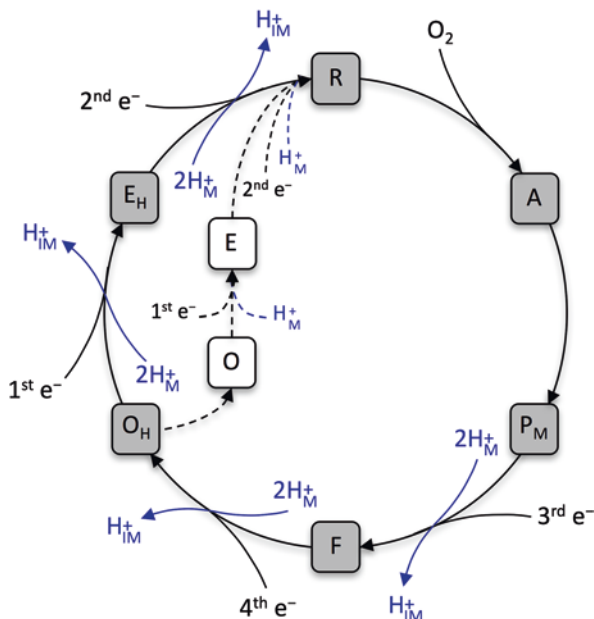 H⁺IM
R
O₂
2ⁿᵈ e⁻
2H⁺M
H⁺M
2ⁿᵈ e⁻
EH
A
H⁺IM
E
1ˢᵗ e⁻
H⁺M
2H⁺M
O
1ˢᵗ e⁻
OH
PM
2H⁺M
2H⁺M
H⁺IM
3ʳᵈ e⁻
F
4ᵗʰ e⁻
H⁺IM